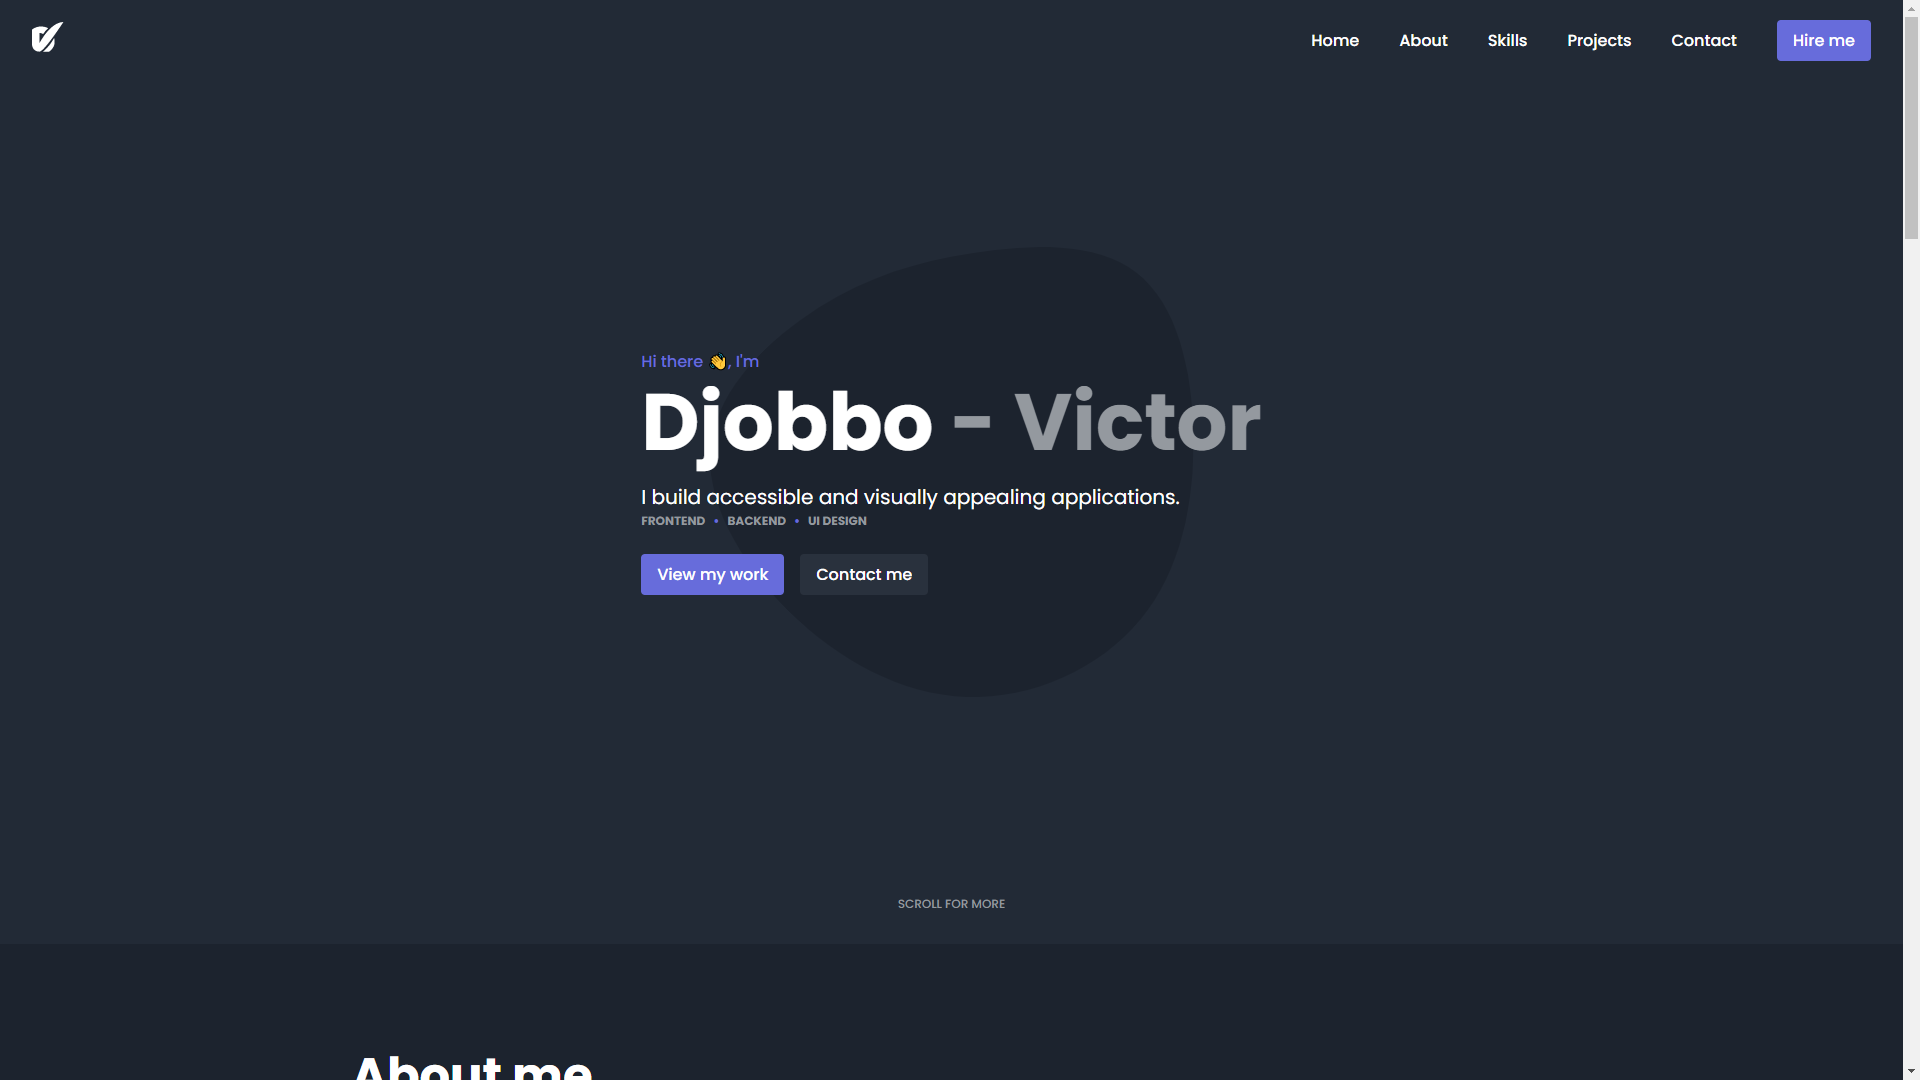 Home About Skills Projects Contact Hire me
Hi there 👋, I'm
Djobbo - Victor
I build accessible and visually appealing applications.
FRONTEND • BACKEND • UI DESIGN
View my work Contact me
SCROLL FOR MORE
About me